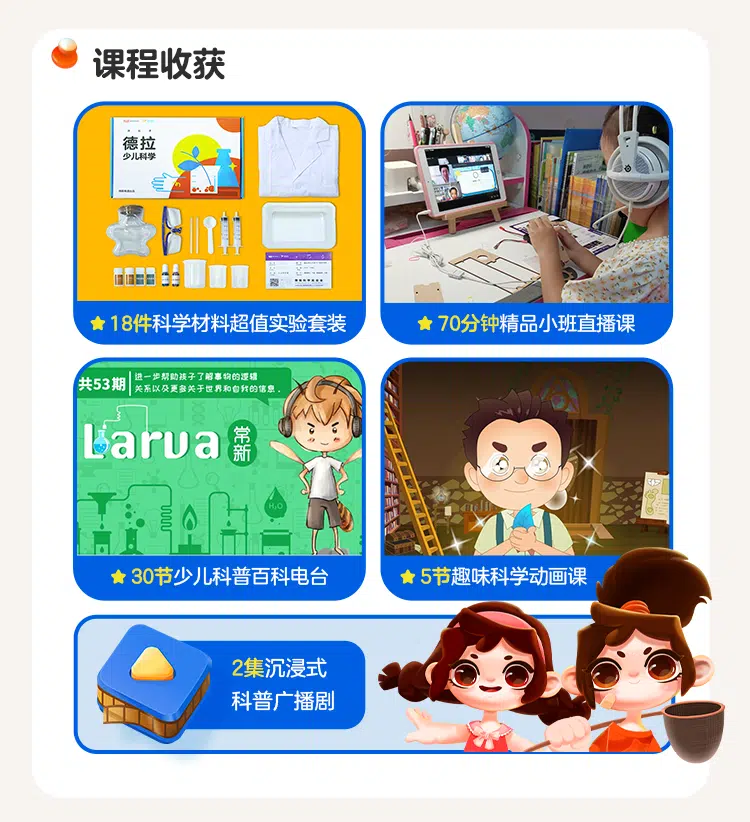 课程收获
德拉
少儿科学
18件科学材料超值实验套装
70分钟精品小班直播课
共53期
进一步帮助孩子了解事物的逻辑
关系以及更多关于世界和自我的信息。
Larva
常新
H₂O
30节少儿科普百科电台
5节趣味科学动画课
2集沉浸式
科普广播剧